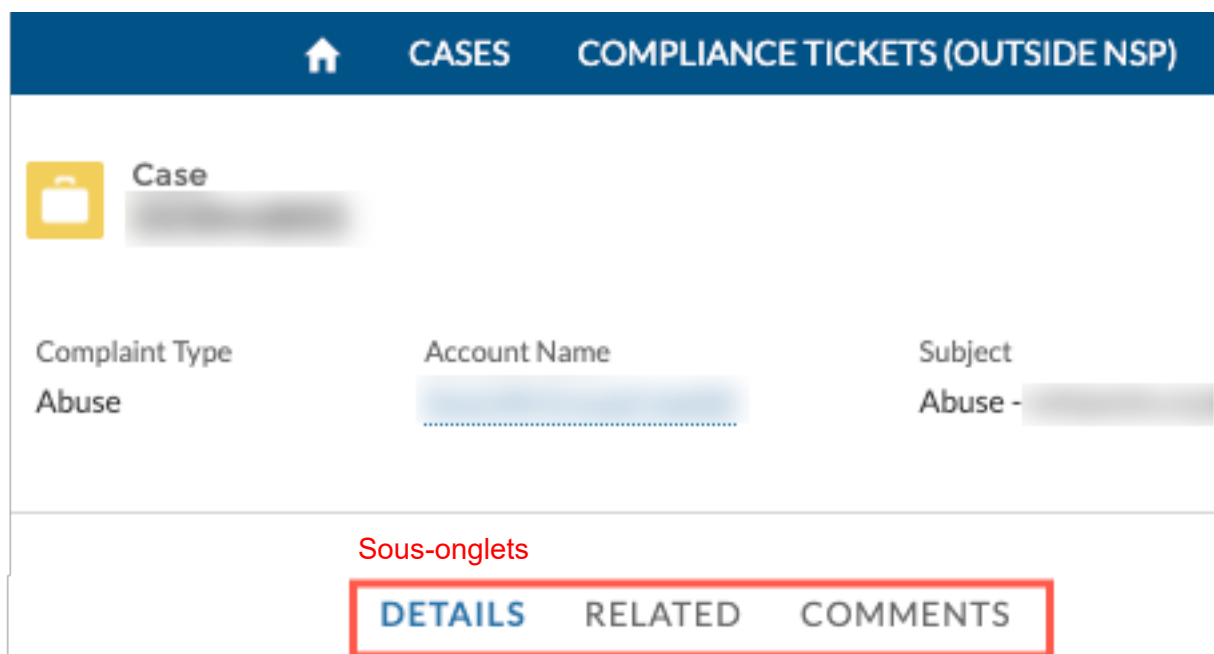 CASES COMPLIANCE TICKETS (OUTSIDE NSP)
Case
Complaint Type Account Name Subject
Abuse Abuse -
Sous-onglets
DETAILS RELATED COMMENTS